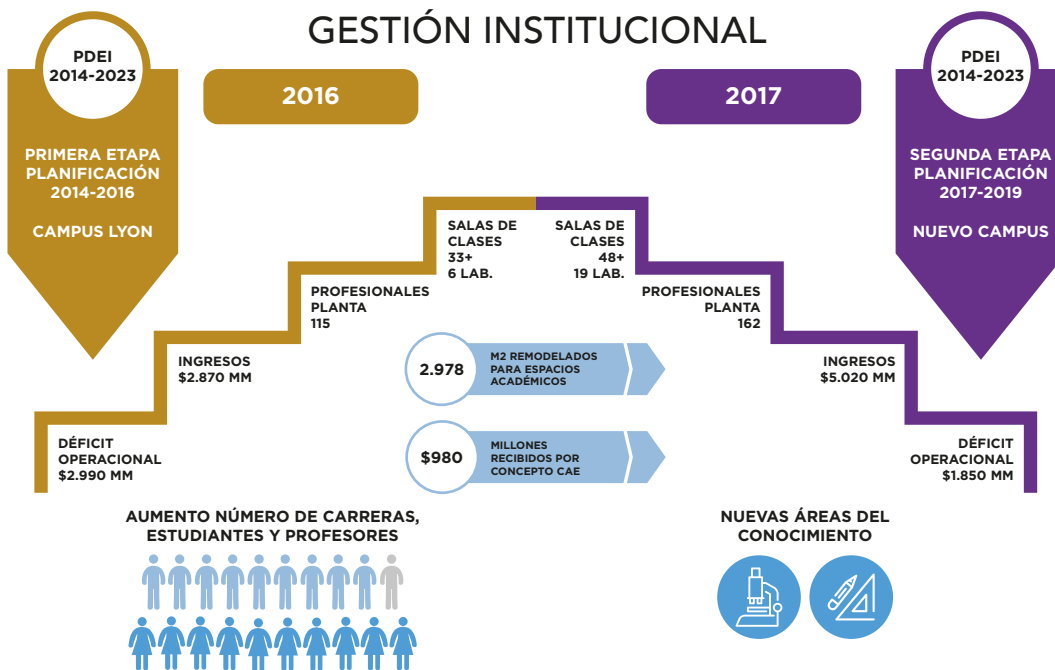 GESTIÓN INSTITUCIONAL
PDEI
2014-2023
PRIMERA ETAPA
PLANIFICACIÓN
2014-2016
CAMPUS LYON
2016
2017
PDEI
2014-2023
SEGUNDA ETAPA
PLANIFICACIÓN
2017-2019
NUEVO CAMPUS
SALAS DE
CLASES
33+
6 LAB.
SALAS DE
CLASES
48+
19 LAB.
PROFESIONALES
PLANTA
115
PROFESIONALES
PLANTA
162
INGRESOS
$2.870 MM
INGRESOS
$5.020 MM
2.978
M2 REMODELADOS
PARA ESPACIOS
ACADÉMICOS
$980
MILLONES
RECIBIDOS POR
CONCEPTO CAE
DÉFICIT
OPERACIONAL
$2.990 MM
DÉFICIT
OPERACIONAL
$1.850 MM
AUMENTO NÚMERO DE CARRERAS,
ESTUDIANTES Y PROFESORES
NUEVAS ÁREAS DEL
CONOCIMIENTO